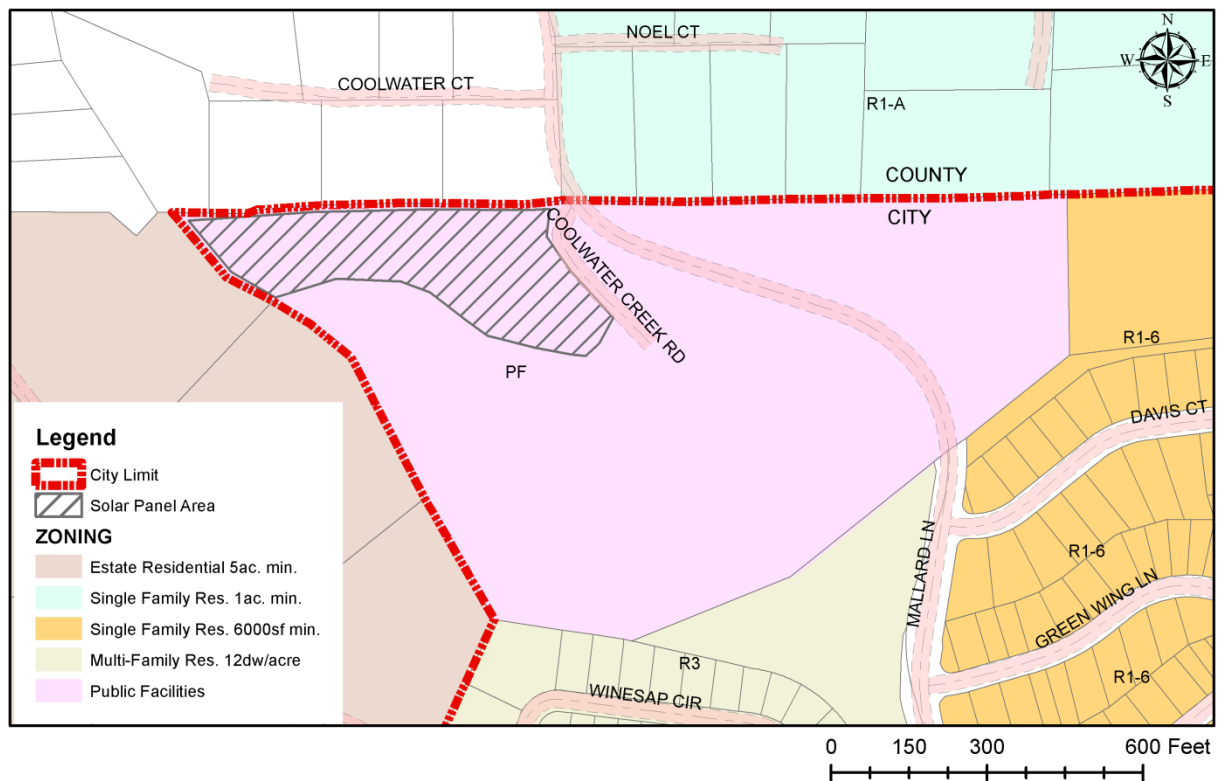 NOEL CT
N
W E
S
COOLWATER CT
R1-A
COUNTY
CITY
COOLWATER CREEK RD
R1-6
PF
DAVIS CT
Legend
City Limit
Solar Panel Area
ZONING
Estate Residential 5ac. min.
Single Family Res. 1ac. min.
Single Family Res. 6000sf min.
Multi-Family Res. 12dw/acre
Public Facilities
MALLARD LN
R1-6
GREEN WING LN
R3
R1-6
WINESAP CIR
0 150 300 600 Feet